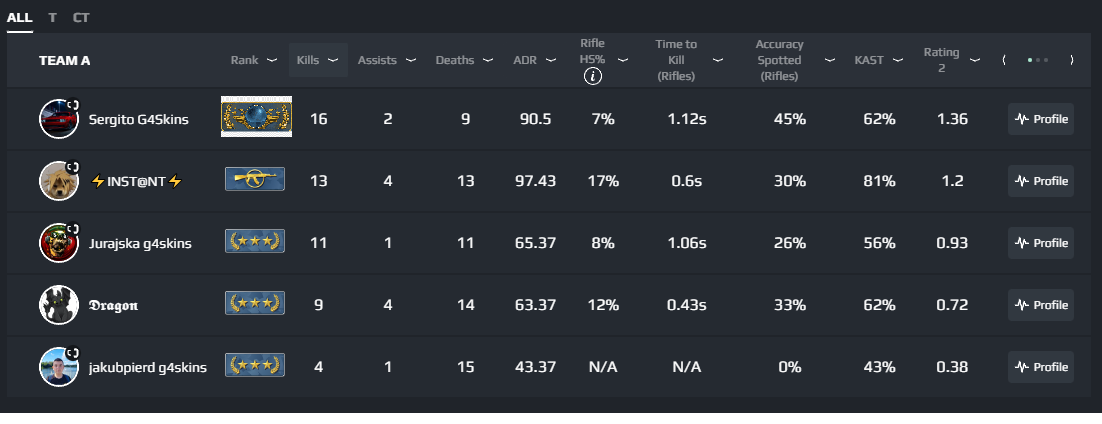 ALL T CT
TEAM A Rank Kills Assists Deaths ADR Rifle HS% i Time to Kill (Rifles) Accuracy Spotted (Rifles) KAST Rating 2
Sergito G4Skins 16 2 9 90.5 7% 1.12s 45% 62% 1.36 Profile
⚡INST@NT⚡ 13 4 13 97.43 17% 0.6s 30% 81% 1.2 Profile
Jurajska g4skins 11 1 11 65.37 8% 1.06s 26% 56% 0.93 Profile
𝕯𝖗𝖆𝖌𝖔𝖓 9 4 14 63.37 12% 0.43s 33% 62% 0.72 Profile
jakubpierd g4skins 4 1 15 43.37 N/A N/A 0% 43% 0.38 Profile